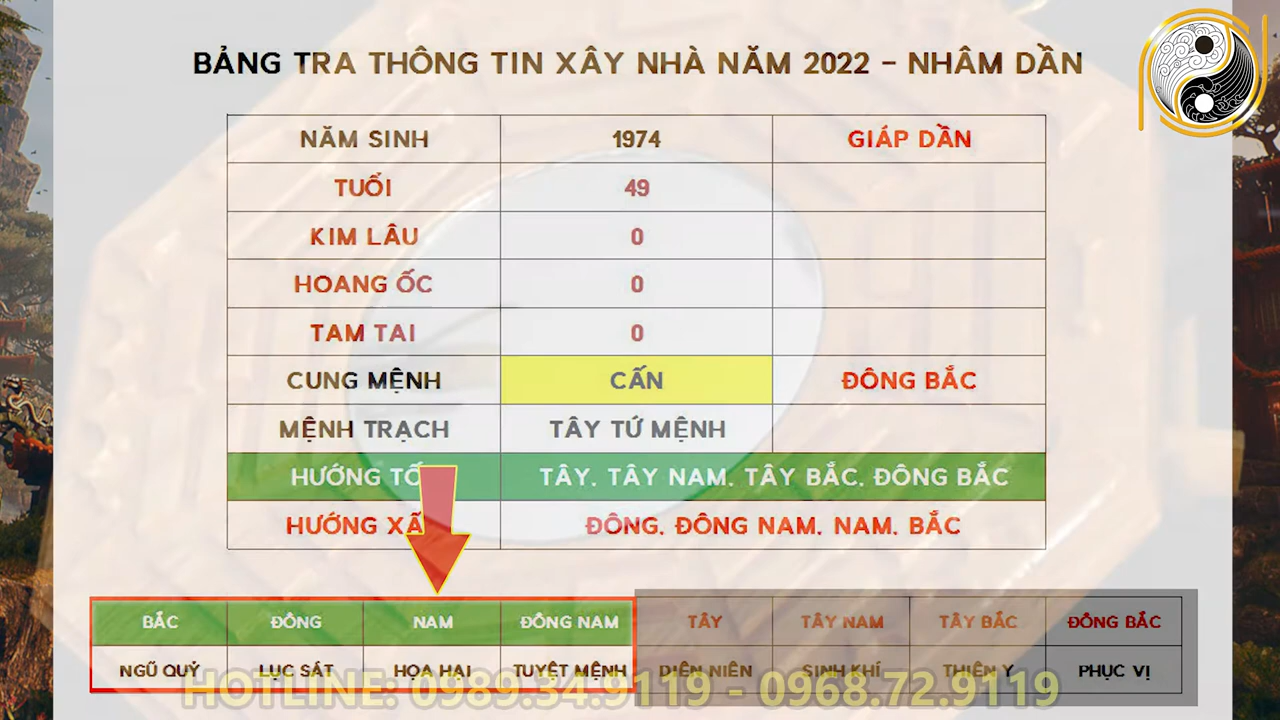 BẢNG TRA THÔNG TIN XÂY NHÀ NĂM 2022 - NHÂM DẦN
NĂM SINH 1974 GIÁP DẦN
TUỔI 49
KIM LÂU 0
HOANG ỐC 0
TAM TAI 0
CUNG MỆNH CẤN ĐÔNG BẮC
MỆNH TRẠCH TÂY TỨ MỆNH
HƯỚNG TỐ TÂY, TÂY NAM, TÂY BẮC, ĐÔNG BẮC
HƯỚNG XẤ ĐÔNG, ĐÔNG NAM, NAM, BẮC
BẮC ĐÔNG NAM ĐÔNG NAM TÂY TÂY NAM TÂY BẮC ĐÔNG BẮC
NGŨ QUỶ LỤC SÁT HỌA HẠI TUYỆT MỆNH DIÊN NIÊN SINH KHÍ THIÊN Y PHỤC VỊ
HOTLINE: 0989.34.9119 - 0968.72.9119